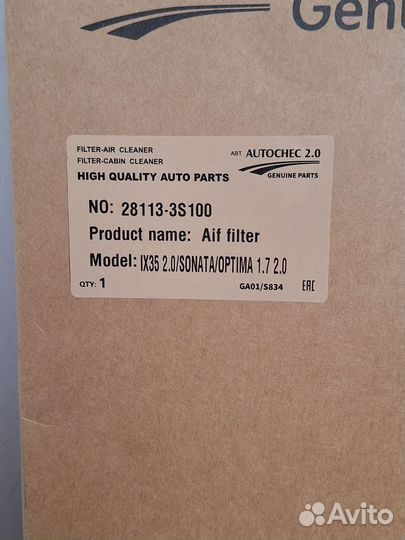 Genu
FILTER-AIR CLEANER
FILTER-CABIN CLEANER
HIGH QUALITY AUTO PARTS
ABT AUTOCHEC 2.0
GENUINE PARTS
NO: 28113-3S100
Product name: Aif filter
Model: IX35 2.0/SONATA/OPTIMA 1.7 2.0
QTY: 1
GA01/S834
EAC
Avito